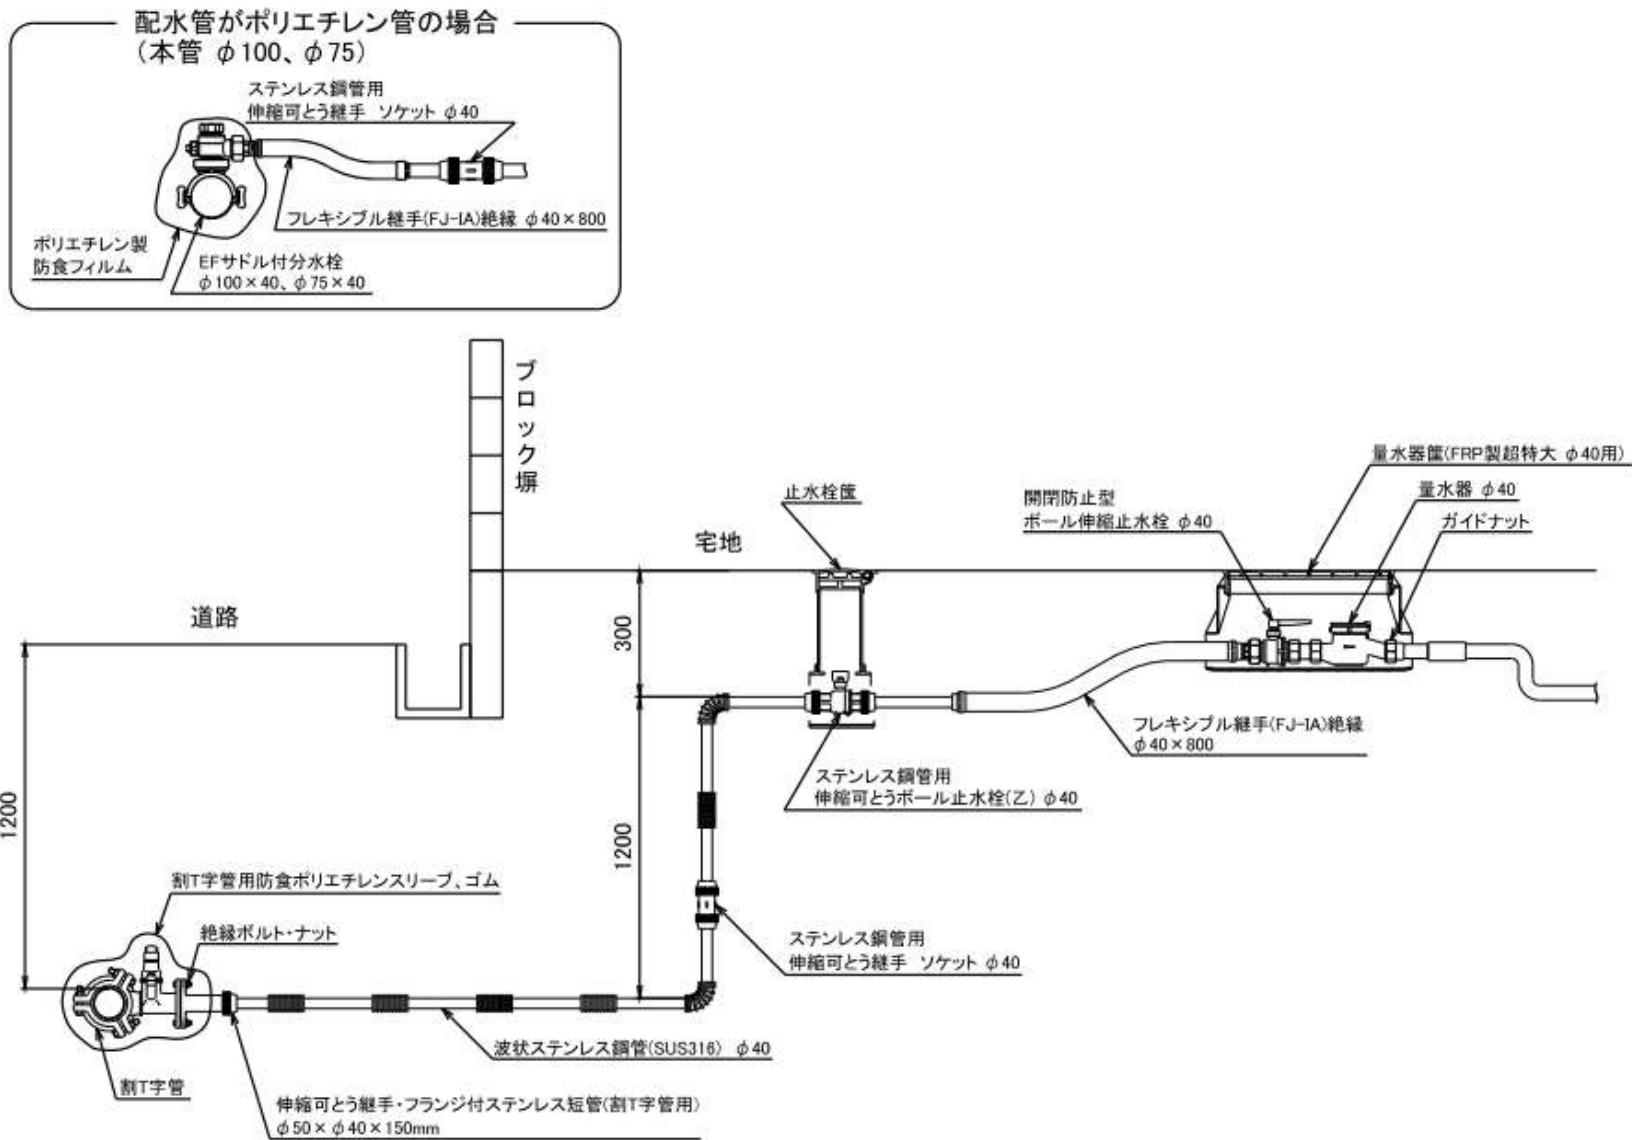 配水管がポリエチレン管の場合
（本管 φ100、φ75）
ステンレス鋼管用
伸縮可とう継手 ソケット φ40
フレキシブル継手(FJ-IA)絶縁 φ40×800
ポリエチレン製
防食フィルム
EFサドル付分水栓
φ100×40、φ75×40
ブロック塀
量水器筐(FRP製超特大 φ40用)
量水器 φ40
ガイドナット
開閉防止型
ボール伸縮止水栓 φ40
止水栓筐
宅地
道路
300
1200
1200
フレキシブル継手(FJ-IA)絶縁
φ40×800
ステンレス鋼管用
伸縮可とうボール止水栓(乙) φ40
割T字管用防食ポリエチレンスリーブ、ゴム
絶縁ボルト・ナット
ステンレス鋼管用
伸縮可とう継手 ソケット φ40
波状ステンレス鋼管(SUS316) φ40
割T字管
伸縮可とう継手・フランジ付ステンレス短管(割T字管用)
φ50×φ40×150mm